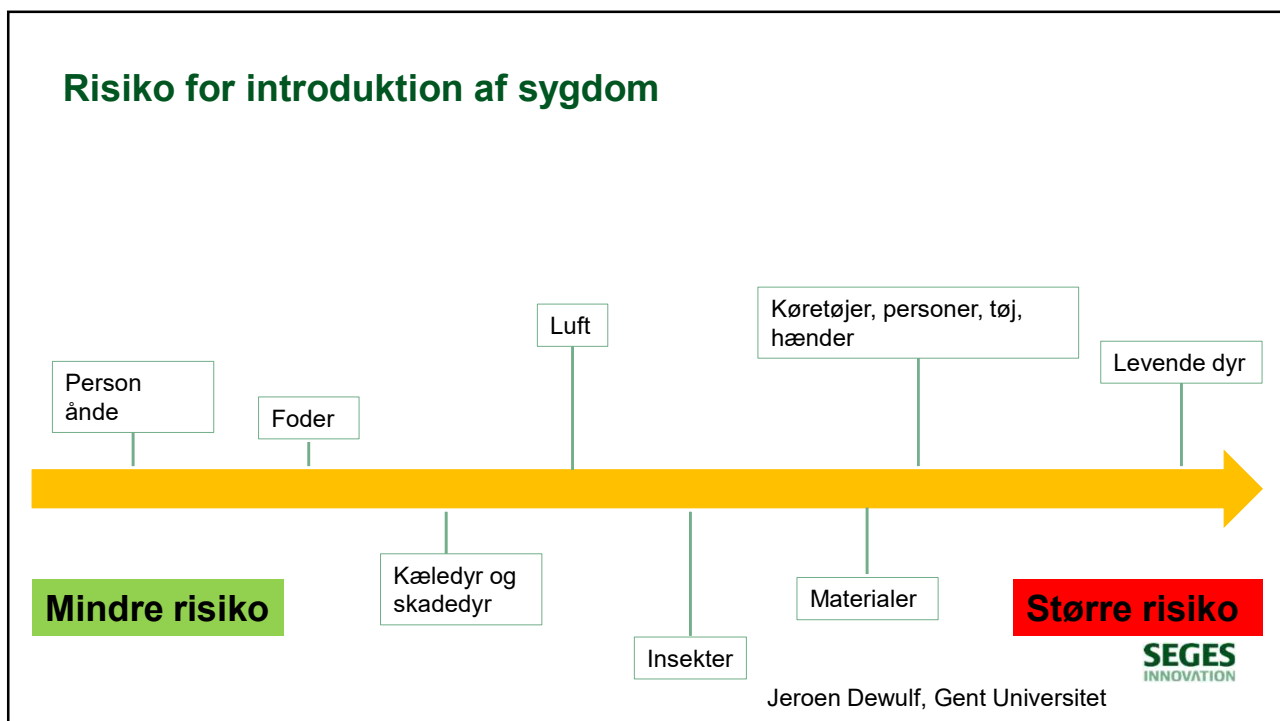 Risiko for introduktion af sygdom
Person
ånde
Foder
Luft
Køretøjer, personer, tøj,
hænder
Levende dyr
Kæledyr og
skadedyr
Insekter
Materialer
Mindre risiko
Større risiko
SEGES
INNOVATION
Jeroen Dewulf, Gent Universitet